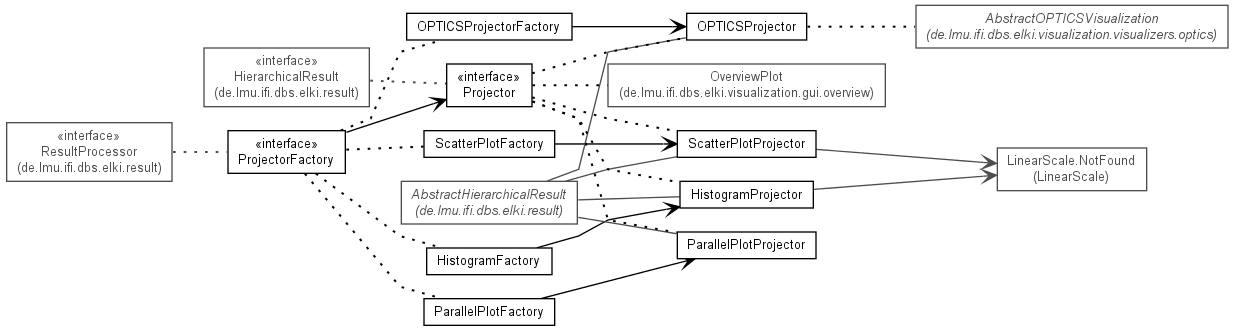 OPTICSProjectorFactory
OPTICSProjector
AbstractOPTICSVisualization
(de.lmu.ifi.dbs.elki.visualization.visualizers.optics)
«interface»
HierarchicalResult
(de.lmu.ifi.dbs.elki.result)
«interface»
Projector
OverviewPlot
(de.lmu.ifi.dbs.elki.visualization.gui.overview)
«interface»
ResultProcessor
(de.lmu.ifi.dbs.elki.result)
«interface»
ProjectorFactory
ScatterPlotFactory
ScatterPlotProjector
LinearScale.NotFound
(LinearScale)
AbstractHierarchicalResult
(de.lmu.ifi.dbs.elki.result)
HistogramProjector
ParallelPlotProjector
HistogramFactory
ParallelPlotFactory